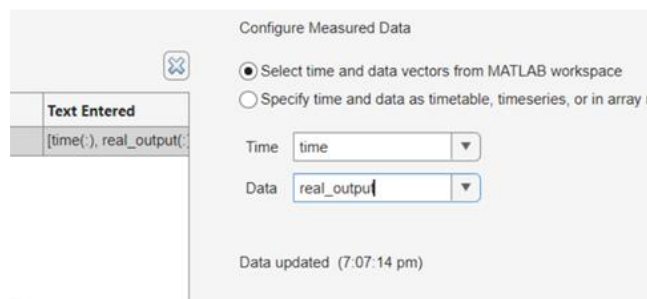 Configure Measured Data
Select time and data vectors from MATLAB workspace
Specify time and data as timetable, timeseries, or in array
Text Entered
[time(:), real_output(:
Time time
Data real_output
Data updated (7:07:14 pm)